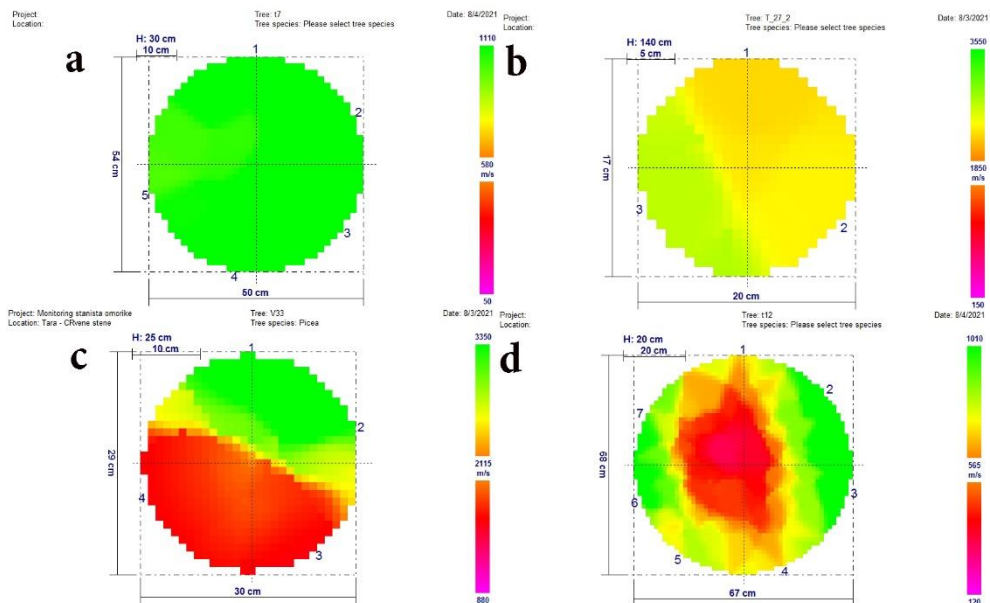 Project:
Location:
Tree: t7
Tree species: Please select tree species
Date: 8/4/2021
a
H: 30 cm
10 cm
1
2
3
4
5
54 cm
50 cm
1110
580
m/s
50
Project:
Location:
Tree: T_27_2
Tree species: Please select tree species
Date: 8/3/2021
b
H: 140 cm
5 cm
1
2
3
17 cm
20 cm
3550
1850
m/s
150
Project: Monitoring stanista omorike
Location: Tara - CRvene stene
Tree: V33
Tree species: Picea
Date: 8/3/2021
c
H: 25 cm
10 cm
1
2
3
4
29 cm
30 cm
3350
2115
m/s
880
Project:
Location:
Tree: t12
Tree species: Please select tree species
Date: 8/4/2021
d
H: 20 cm
20 cm
1
2
3
4
5
6
7
68 cm
67 cm
1010
565
m/s
120